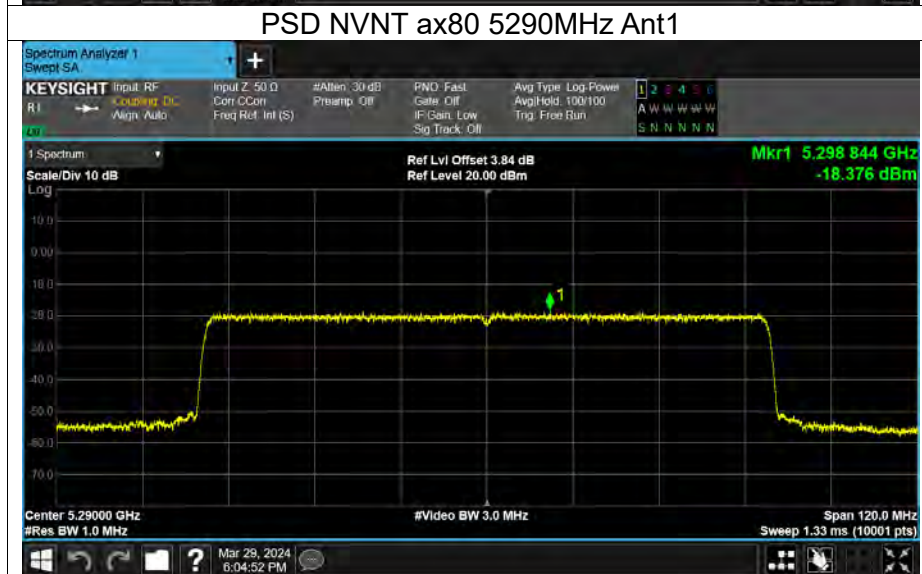 PSD NVNT ax80 5290MHz Ant1
Spectrum Analyzer 1
Swept SA
+
KEYSIGHT Input: RF
Coupling: DC
Align: Auto
Input Z: 50 Ω
Corr CCorr
Freq Ref: Int (S)
#Atten: 30 dB
Preamp: Off
PNO: Fast
Gate: Off
IF Gain: Low
Sig Track: Off
Avg Type: Log-Power
Avg|Hold: 100/100
Trig: Free Run
1 2 3 4 5 6
A W W W W W
S N N N N N
1 Spectrum
Scale/Div 10 dB
Log
Ref Lvl Offset 3.84 dB
Ref Level 20.00 dBm
Mkr1 5.298 844 GHz
-18.376 dBm
10.0
0.00
-10.0
-20.0
-30.0
-40.0
-50.0
-60.0
-70.0
1
Center 5.29000 GHz
#Res BW 1.0 MHz
#Video BW 3.0 MHz
Span 120.0 MHz
Sweep 1.33 ms (10001 pts)
?
Mar 29, 2024
6:04:52 PM